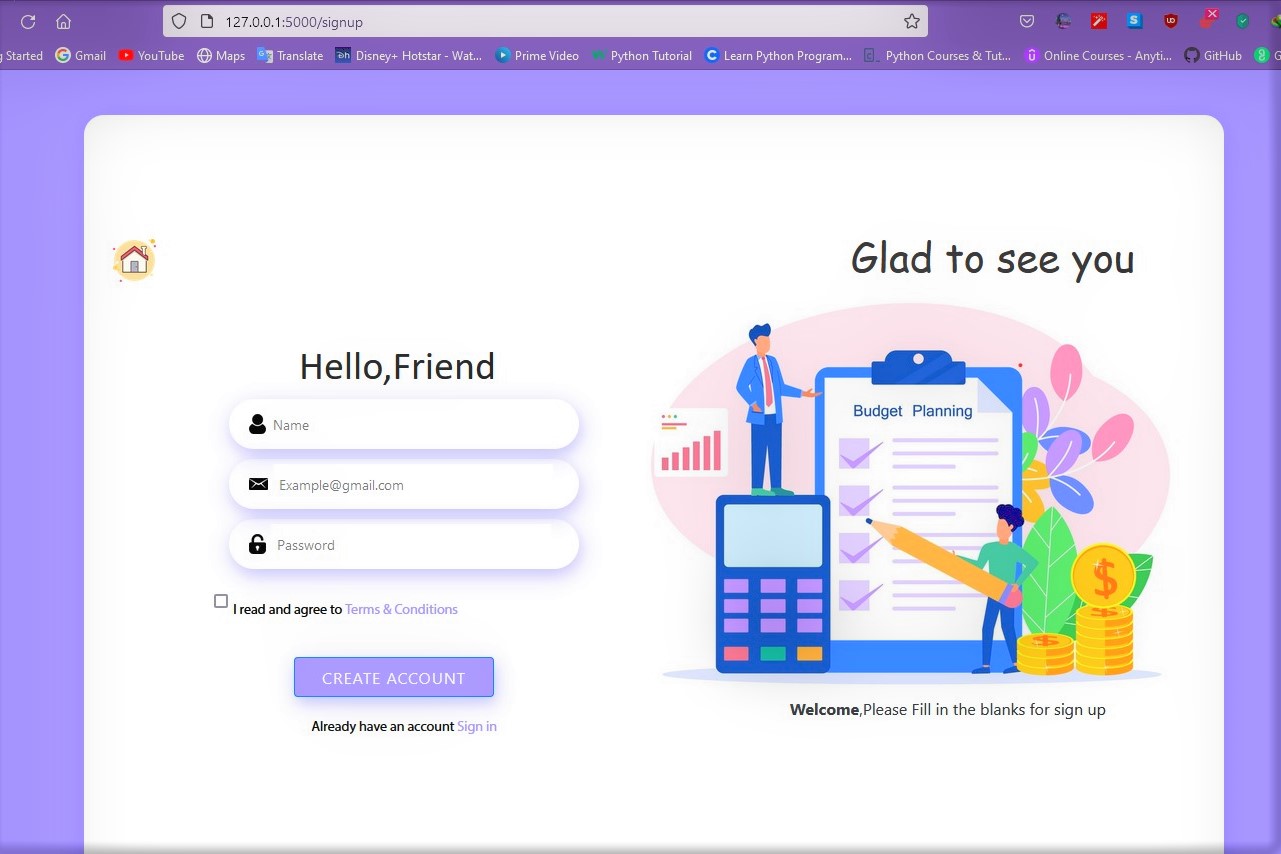 127.0.0.1:5000/signup
Started Gmail YouTube Maps Translate Disney+ Hotstar - Wat... Prime Video Python Tutorial Learn Python Program... Python Courses & Tut... Online Courses - Anyti... GitHub
Glad to see you
Hello,Friend
Name
Example@gmail.com
Password
I read and agree to Terms & Conditions
CREATE ACCOUNT
Already have an account Sign in
Budget Planning
Welcome,Please Fill in the blanks for sign up